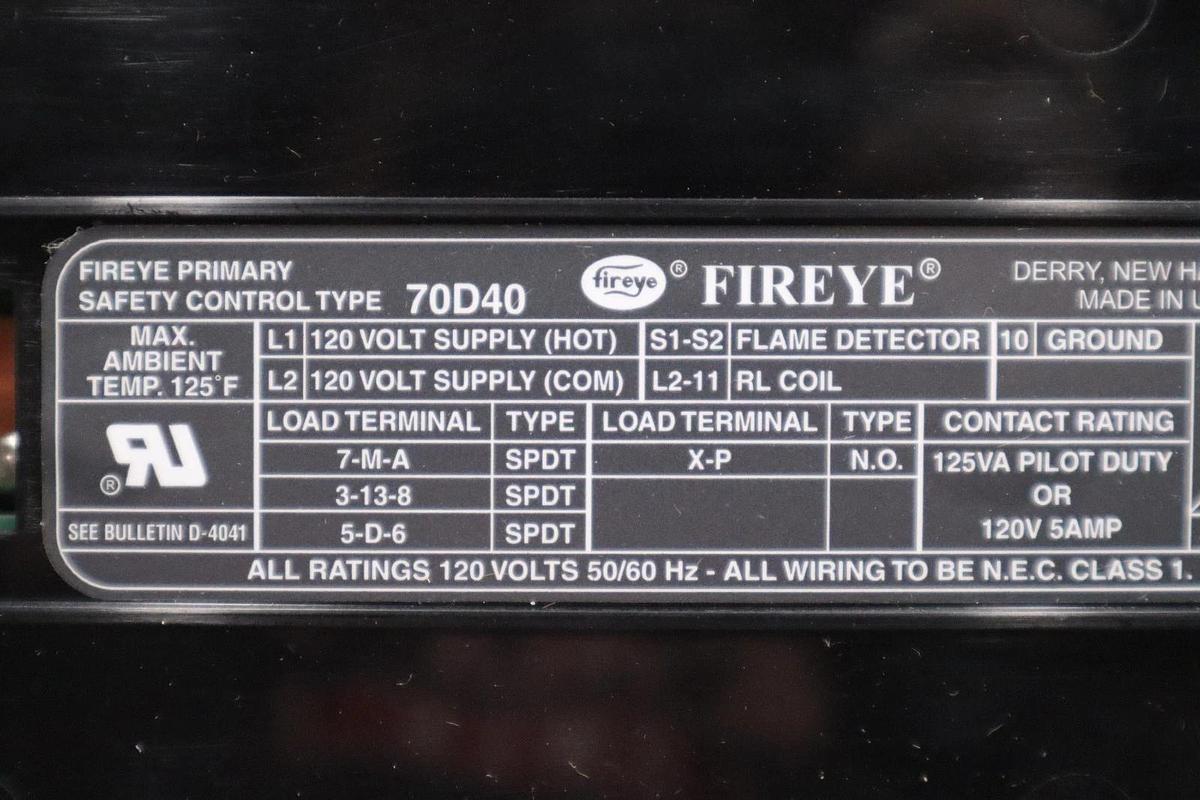 FIREYE PRIMARY
SAFETY CONTROL TYPE 70D40
fireye® FIREYE®
DERRY, NEW
MADE IN
MAX.
AMBIENT
TEMP. 125°F
L1 120 VOLT SUPPLY (HOT) S1-S2 FLAME DETECTOR 10 GROUND
L2 120 VOLT SUPPLY (COM) L2-11 RL COIL
LOAD TERMINAL TYPE LOAD TERMINAL TYPE CONTACT RATING
7-M-A SPDT X-P N.O. 125VA PILOT DUTY
3-13-8 SPDT OR
5-D-6 SPDT 120V 5AMP
RU®
SEE BULLETIN D-4041
ALL RATINGS 120 VOLTS 50/60 Hz - ALL WIRING TO BE N.E.C. CLASS 1.